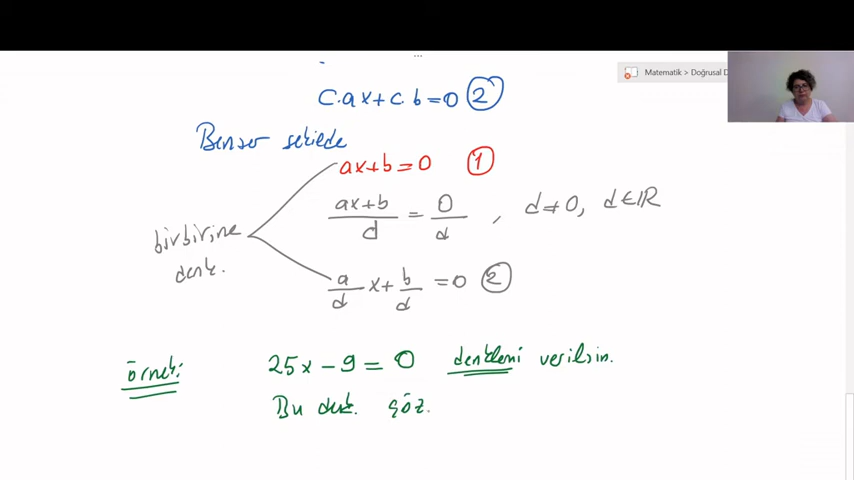 Matematik > Doğrusal D
C.ax+c.b=0 2
Benzer şekilde
ax+b=0 1
ax+b/d = 0/d , d≠0, d∈ℝ
birbirine
denk.
a/d x + b/d = 0 2
Örnek: 25x-9=0 denklemi verilsin.
Bu denk. çöz.